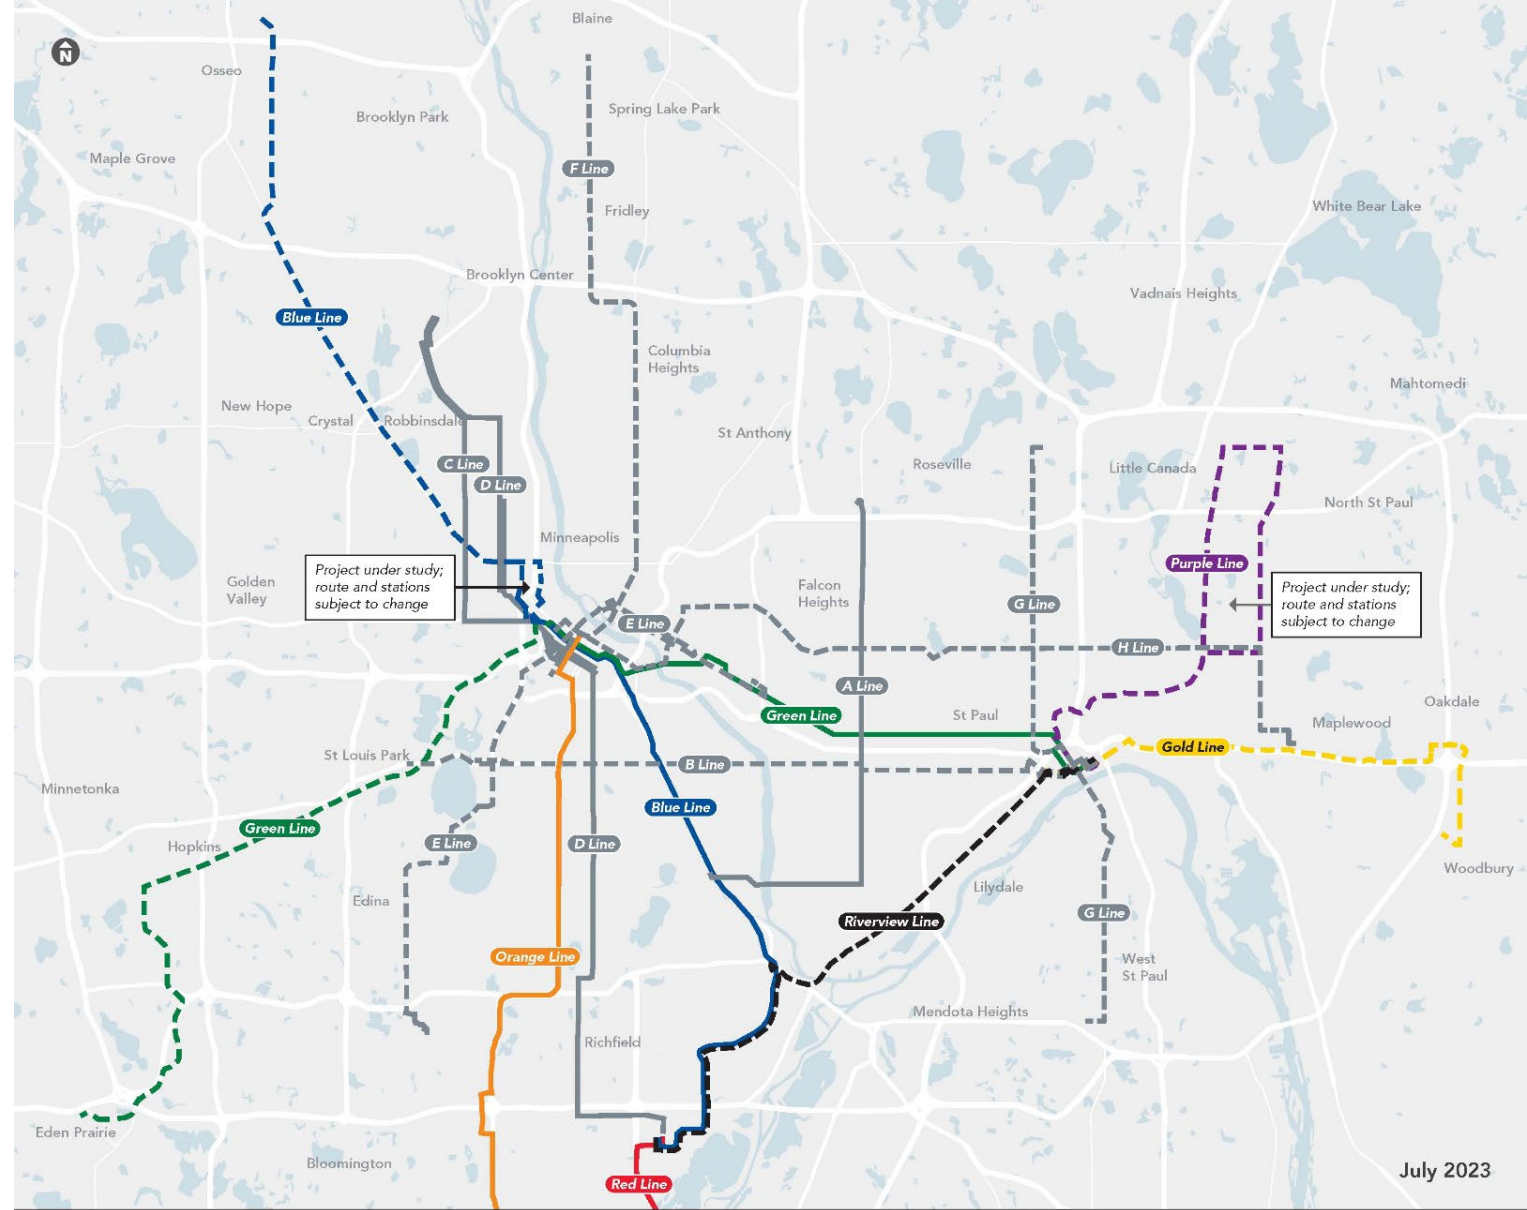 Blaine
N
Osseo
Spring Lake Park
Brooklyn Park
Maple Grove
F Line
White Bear Lake
Fridley
Brooklyn Center
Vadnais Heights
Blue Line
Columbia
Heights
Mahtomedi
New Hope
Crystal
Robbinsdale
St Anthony
C Line
Roseville
Little Canada
D Line
North St Paul
Minneapolis
Purple Line
Project under study;
route and stations
subject to change
Golden
Valley
Falcon
Heights
G Line
Project under study;
route and stations
subject to change
E Line
H Line
A Line
Oakdale
Green Line
St Paul
Maplewood
Gold Line
St Louis Park
B Line
Minnetonka
Blue Line
Green Line
Hopkins
E Line
D Line
Woodbury
Lilydale
Edina
Riverview Line
G Line
Orange Line
West
St Paul
Mendota Heights
Richfield
Eden Prairie
Bloomington
July 2023
Red Line